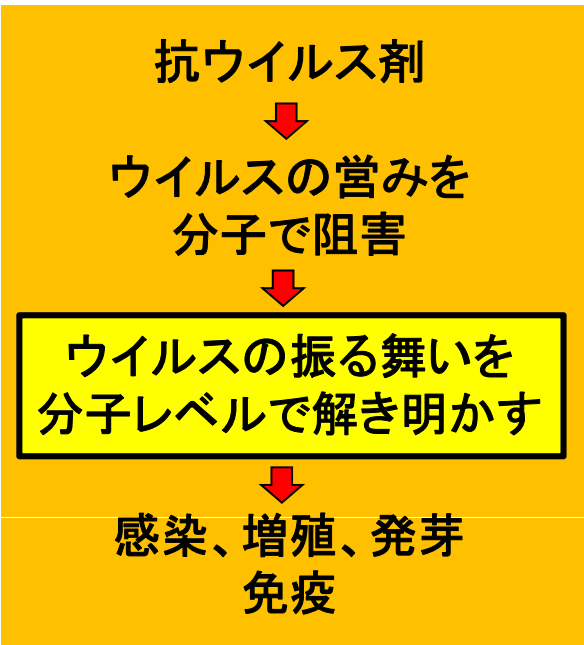 抗ウイルス剤
ウイルスの営みを
分子で阻害
ウイルスの振る舞いを
分子レベルで解き明かす
感染、増殖、発芽
免疫